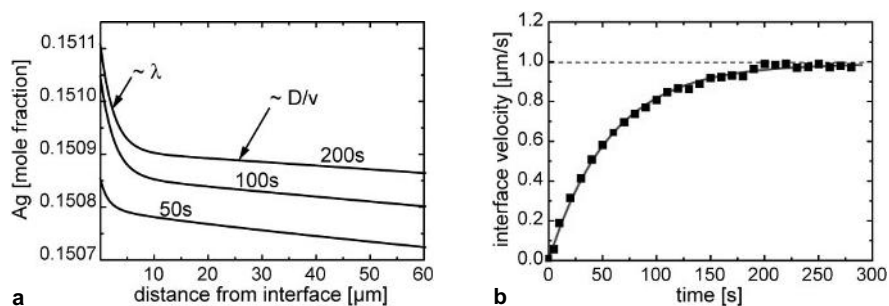 Ag [mole fraction]
0.1511
0.1510
0.1509
0.1508
0.1507
~ λ
~ D/v
200s
100s
50s
10
20
30
40
50
60
distance from interface [μm]
a
interface velocity [μm/s]
1.2
1.0
0.8
0.6
0.4
0.2
0.0
0
50
100
150
200
250
300
time [s]
b